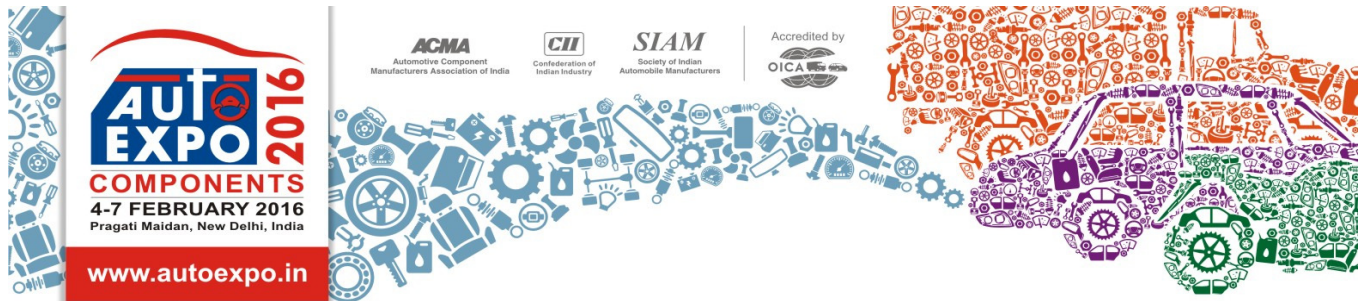 AUTO
EXPO
2016
COMPONENTS
4-7 FEBRUARY 2016
Pragati Maidan, New Delhi, India
www.autoexpo.in
ACMA
Automotive Component
Manufacturers Association of India
CII
Confederation of
Indian Industry
SIAM
Society of Indian
Automobile Manufacturers
Accredited by
OICA